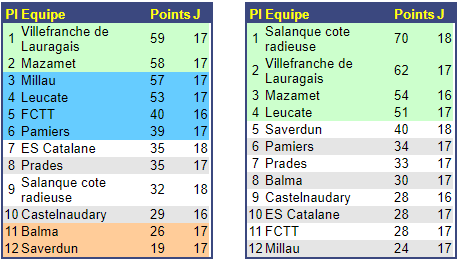 Pl Equipe Points J
1 Villefranche de Lauragais 59 17
2 Mazamet 58 17
3 Millau 57 17
4 Leucate 53 17
5 FCTT 40 16
6 Pamiers 39 17
7 ES Catalane 35 18
8 Prades 35 17
9 Salanque cote radieuse 32 18
10 Castelnaudary 29 16
11 Balma 26 17
12 Saverdun 19 17
Pl Equipe Points J
1 Salanque cote radieuse 70 18
2 Villefranche de Lauragais 62 17
3 Mazamet 54 16
4 Leucate 51 17
5 Saverdun 40 18
6 Pamiers 34 17
7 Prades 33 17
8 Balma 30 17
9 Castelnaudary 28 16
10 ES Catalane 28 17
11 FCTT 28 17
12 Millau 24 17